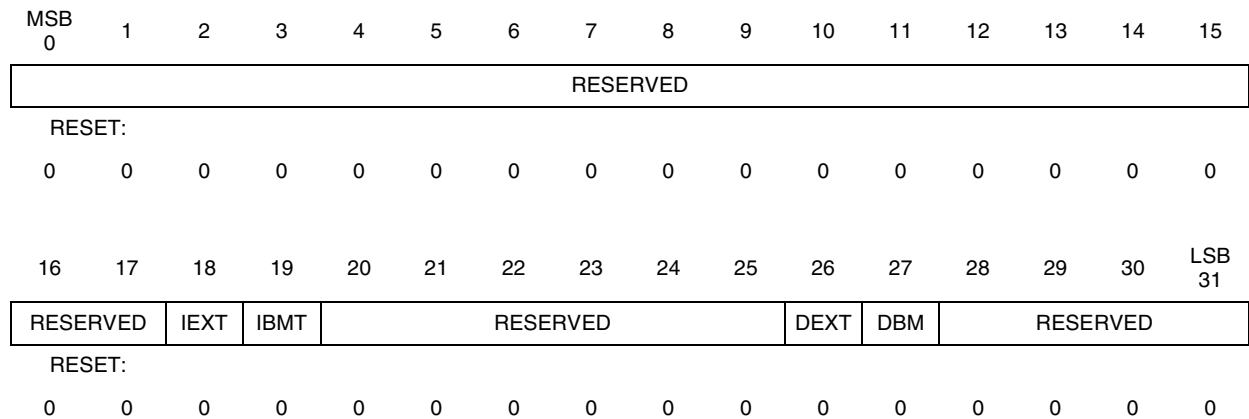 MSB
0 1 2 3 4 5 6 7 8 9 10 11 12 13 14 15
RESERVED
RESET:
0 0 0 0 0 0 0 0 0 0 0 0 0 0 0 0
16 17 18 19 20 21 22 23 24 25 26 27 28 29 30 LSB
31
RESERVED IEXT IBMT RESERVED DEXT DBM RESERVED
RESET:
0 0 0 0 0 0 0 0 0 0 0 0 0 0 0 0